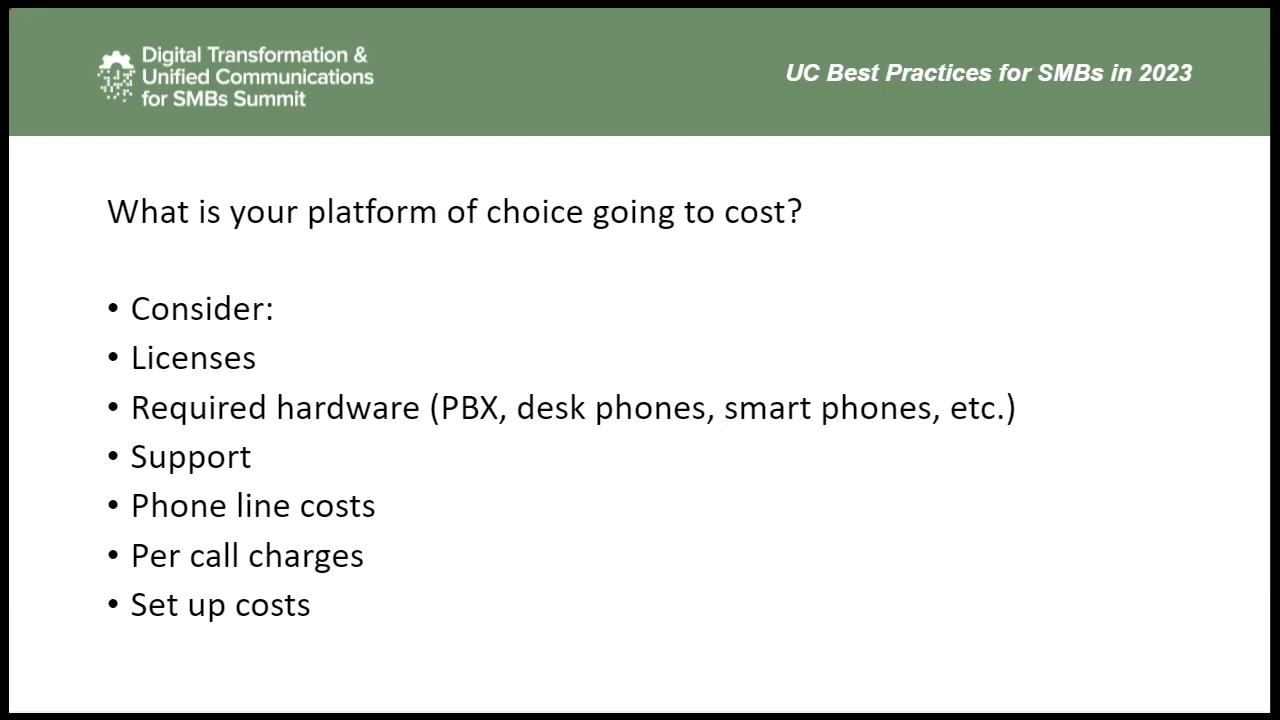 Digital Transformation &
Unified Communications
for SMBs Summit
UC Best Practices for SMBs in 2023
What is your platform of choice going to cost?
• Consider:
• Licenses
• Required hardware (PBX, desk phones, smart phones, etc.)
• Support
• Phone line costs
• Per call charges
• Set up costs